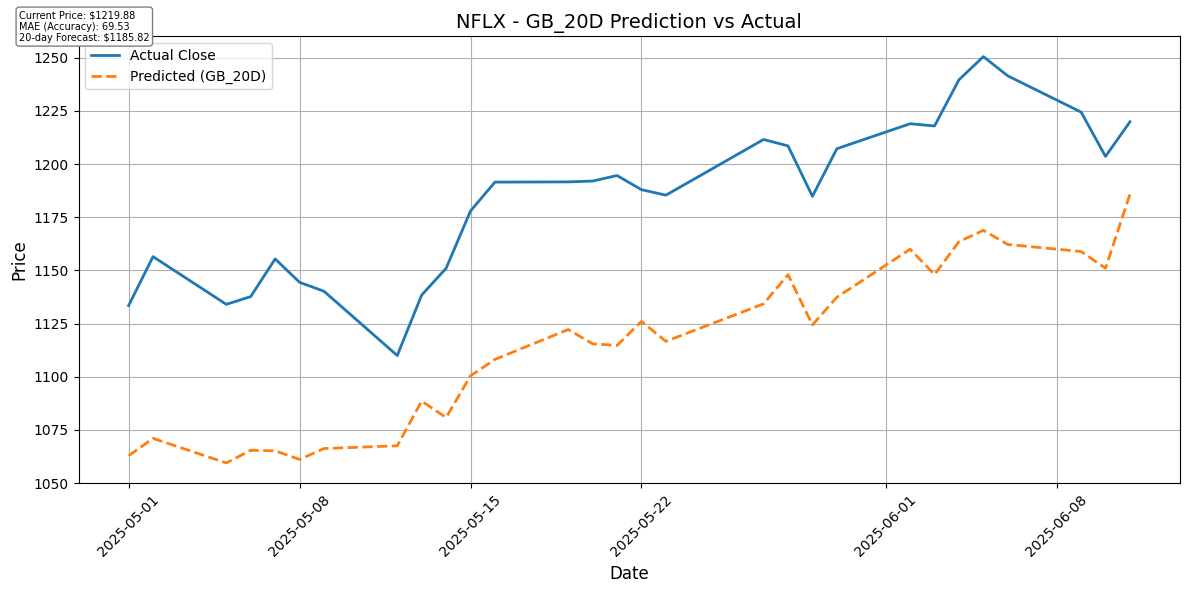 NFLX - GB_20D Prediction vs Actual
Current Price: $1219.88
MAE (Accuracy): 69.53
20-day Forecast: $1185.82
Actual Close
Predicted (GB_20D)
Price
1250
1225
1200
1175
1150
1125
1100
1075
1050
2025-05-01
2025-05-08
2025-05-15
2025-05-22
2025-06-01
2025-06-08
Date